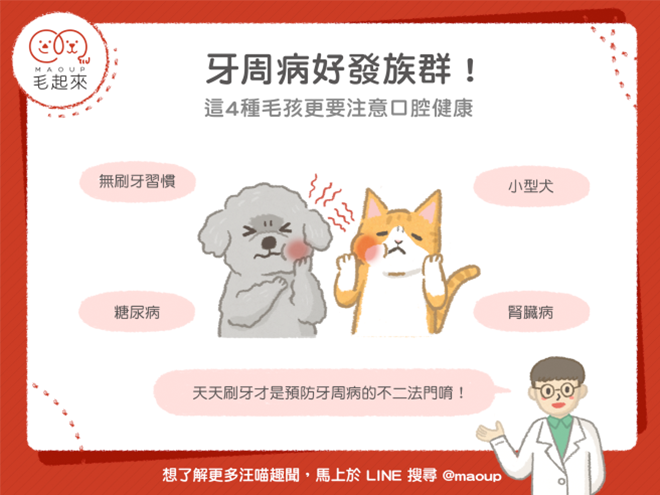 MAOUP
毛起來
牙周病好發族群！
這4種毛孩更要注意口腔健康
無刷牙習慣
小型犬
糖尿病
腎臟病
天天刷牙才是預防牙周病的不二法門唷！
想了解更多汪喵趣聞，馬上於 LINE 搜尋 @maoup